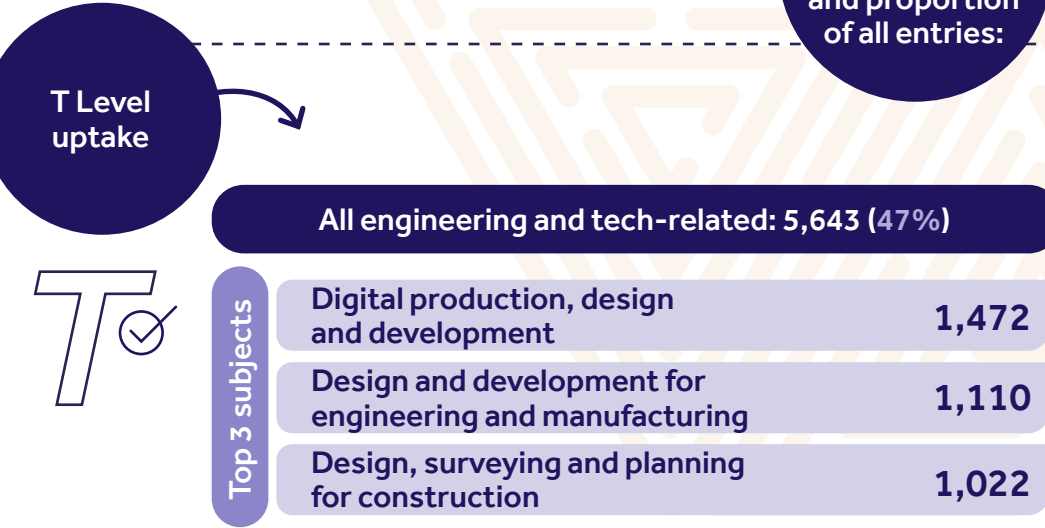 and proportion
of all entries:
T Level
uptake
All engineering and tech-related: 5,643 (47%)
Top 3 subjects
Digital production, design
and development
1,472
Design and development for
engineering and manufacturing
1,110
Design, surveying and planning
for construction
1,022
T